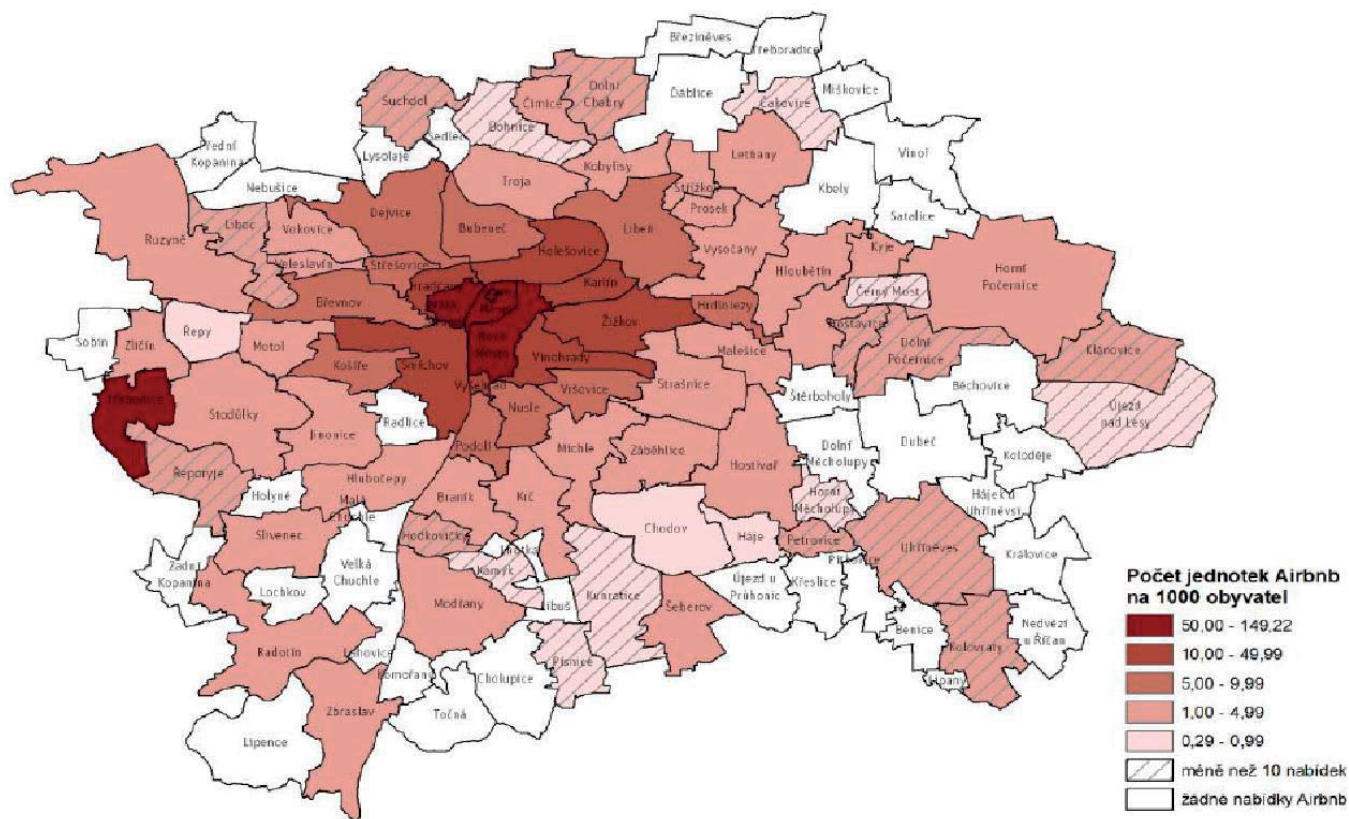 Březiněves
Třeboradice
Ďáblice
Miškovice
Čakovice
Dolní
Chabry
Čimice
Suchdol
Bohnice
Sedlec
Lysolaje
Přední
Kopanina
Nebušice
Vinoř
Letňany
Kbely
Satalice
Kobylisy
Troja
Střížkov
Prosek
Dejvice
Bubeneč
Libeň
Ruzyně
Liboc
Vokovice
Veleslavín
Střešovice
Holešovice
Vysočany
Kyje
Hloubětín
Horní
Počernice
Černý Most
Hradčany
Karlín
Břevnov
Hrdlořezy
Žižkov
Hostavice
Dolní
Počernice
Klánovice
Sobín
Zličín
Řepy
Motol
Nové
Město
Malešice
Košíře
Smíchov
Vinohrady
Vyšehrad
Vršovice
Strašnice
Štěrboholy
Běchovice
Újezd
nad Lesy
Třebonice
Stodůlky
Jinonice
Radlice
Nusle
Podolí
Michle
Záběhlice
Hostivař
Dolní
Měcholupy
Dubeč
Koloděje
Řeporyje
Holyně
Hlubočepy
Malá
Chuchle
Braník
Krč
Chodov
Háje
Horní
Měcholupy
Petrovice
Hájek u
Uhříněvsi
Slivenec
Hodkovičky
Lhotka
Kamýk
Uhříněves
Královice
Pitkovice
Zadní
Kopanina
Velká
Chuchle
Lochkov
Modřany
Libuš
Kunratice
Šeberov
Újezd u
Průhonic
Křeslice
Benice
Nedvězí
u Říčan
Kolovraty
Lipany
Radotín
Lahovice
Komořany
Písnice
Cholupice
Točná
Zbraslav
Lipence
Počet jednotek Airbnb
na 1000 obyvatel
50,00 - 149,22
10,00 - 49,99
5,00 - 9,99
1,00 - 4,99
0,29 - 0,99
méně než 10 nabídek
žádné nabídky Airbnb